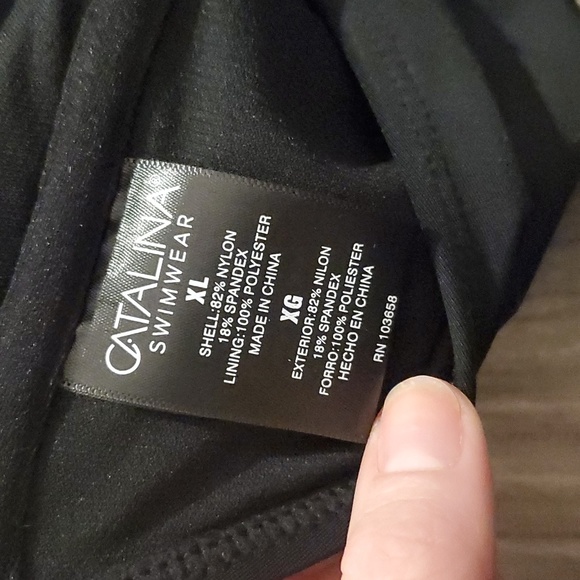 CATALINA
SWIMWEAR
XL
SHELL:82% NYLON
18% SPANDEX
LINING:100% POLYESTER
MADE IN CHINA
XG
EXTERIOR:82% NILON
18% SPANDEX
FORRO:100% POLIESTER
HECHO EN CHINA
RN 103658